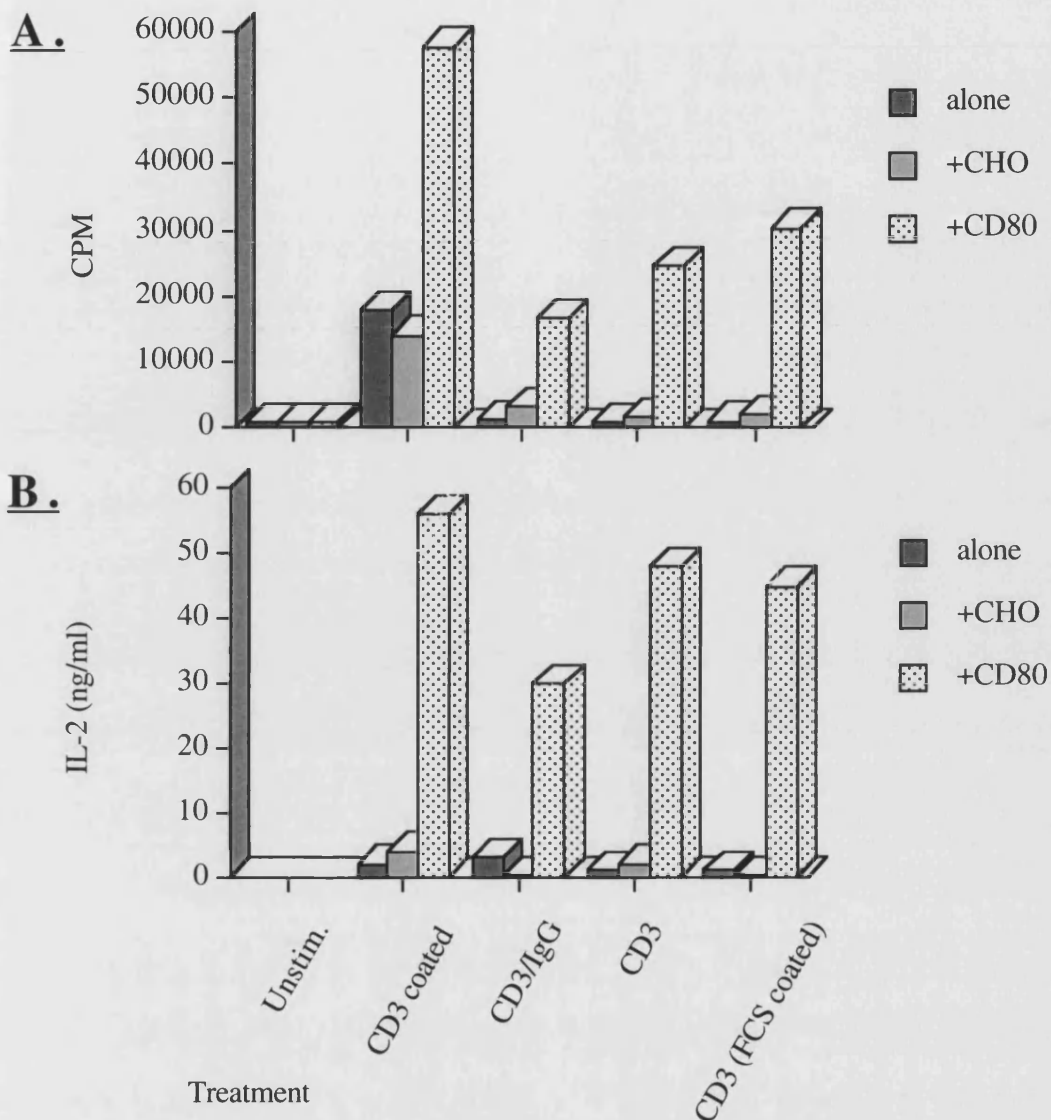 A.
60000
50000
40000
30000
20000
10000
0
CPM
alone
+CHO
+CD80
B.
60
50
40
30
20
10
0
IL-2 (ng/ml)
alone
+CHO
+CD80
Unstim.
CD3 coated
CD3/IgG
CD3
CD3 (FCS coated)
Treatment